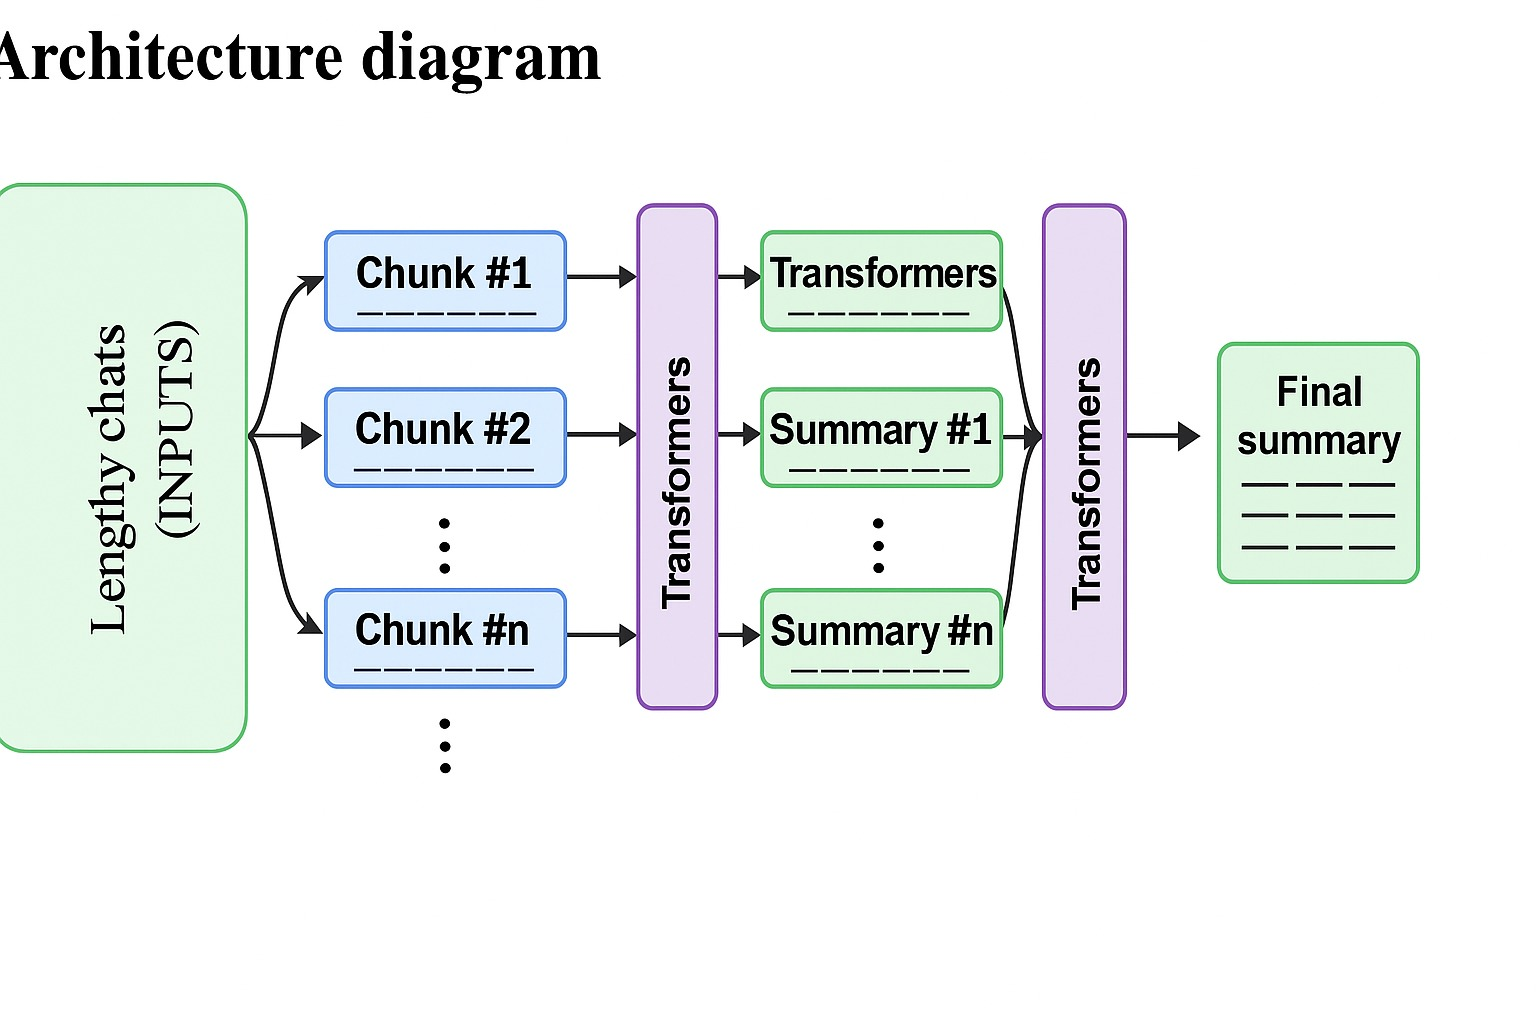 Architecture diagram
Lengthy chats
(INPUTS)
Chunk #1
Chunk #2
Chunk #n
Transformers
Transformers
Summary #1
Summary #n
Transformers
Final
summary